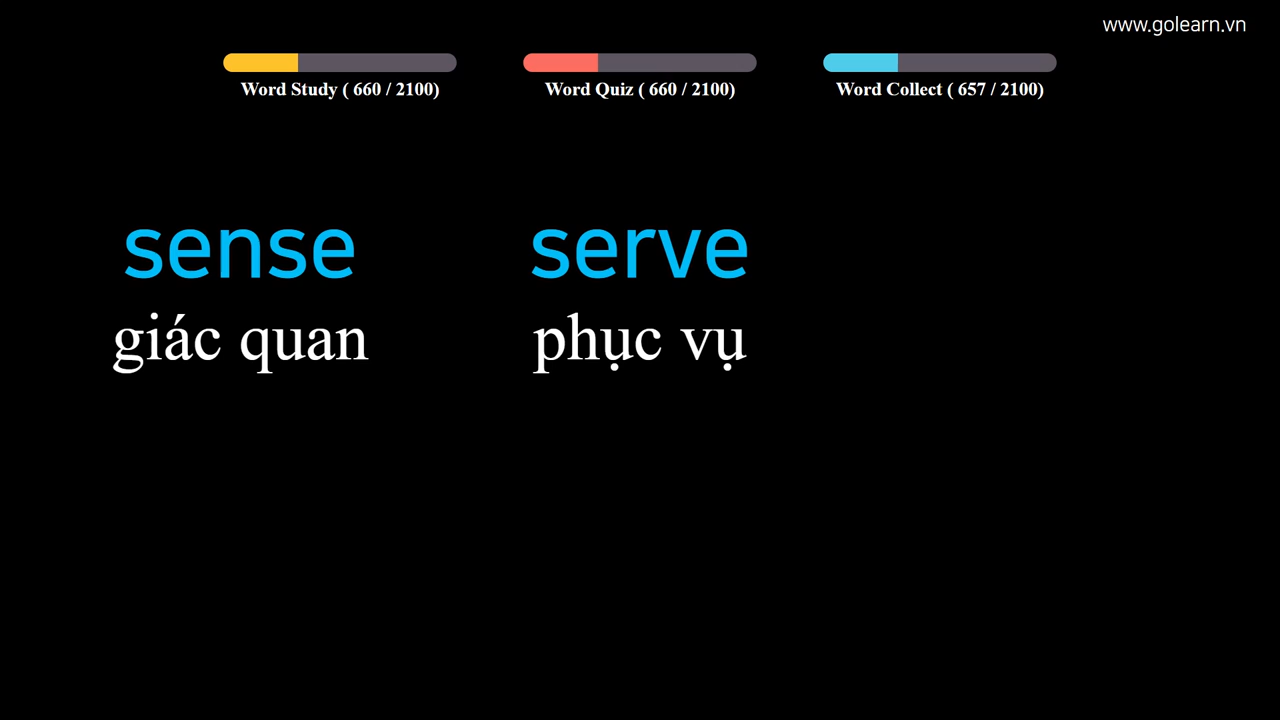 www.golearn.vn
Word Study ( 660 / 2100)
Word Quiz ( 660 / 2100)
Word Collect ( 657 / 2100)
sense
serve
giác quan
phục vụ